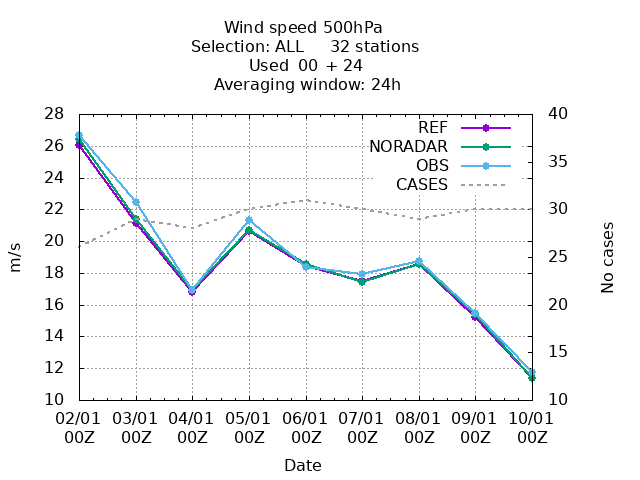 Wind speed 500hPa
Selection: ALL     32 stations
Used  00 + 24
Averaging window: 24h
28
26
24
22
20
18
16
14
12
10
m/s
40
35
30
25
20
15
10
No cases
REF
NORADAR
OBS
CASES
02/01 03/01 04/01 05/01 06/01 07/01 08/01 09/01 10/01
00Z 00Z 00Z 00Z 00Z 00Z 00Z 00Z 00Z
Date